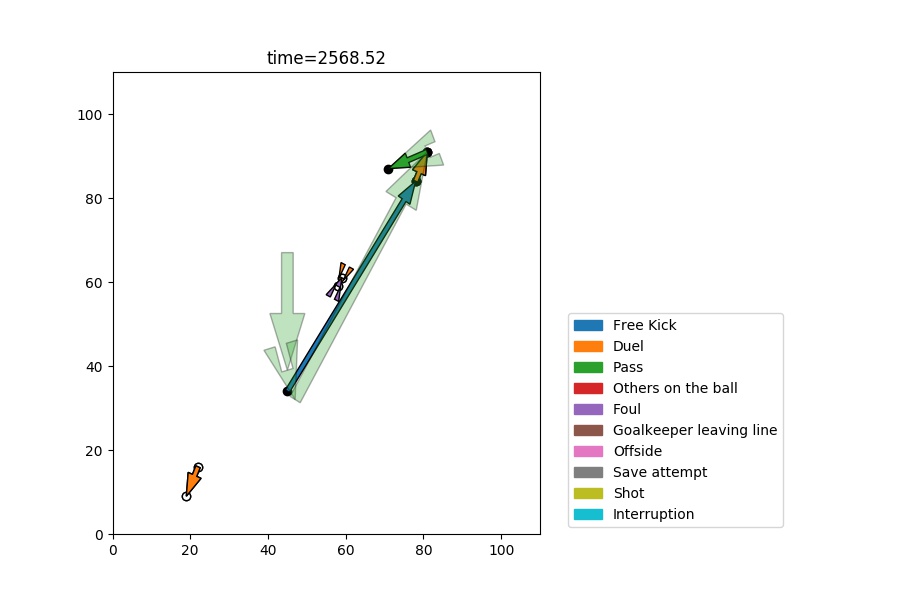 time=2568.52
100
80
60
40
20
0
0 20 40 60 80 100
Free Kick
Duel
Pass
Others on the ball
Foul
Goalkeeper leaving line
Offside
Save attempt
Shot
Interruption